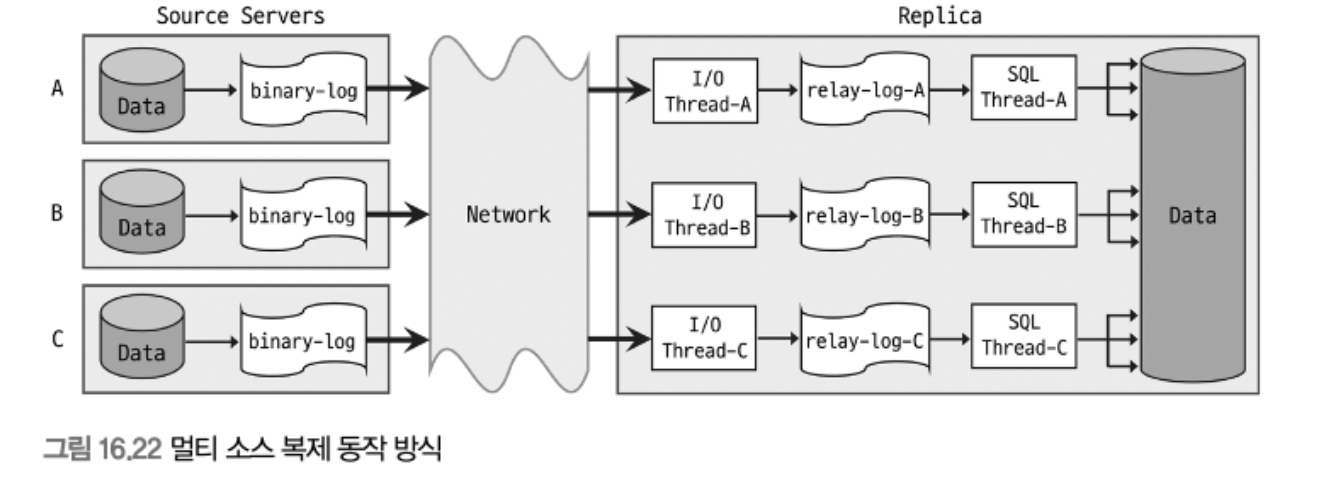 Source Servers
Replica
A
Data
binary-log
I/O
Thread-A
relay-log-A
SQL
Thread-A
B
Data
binary-log
Network
I/O
Thread-B
relay-log-B
SQL
Thread-B
Data
C
Data
binary-log
I/O
Thread-C
relay-log-C
SQL
Thread-C
그림 16.22 멀티 소스 복제 동작 방식